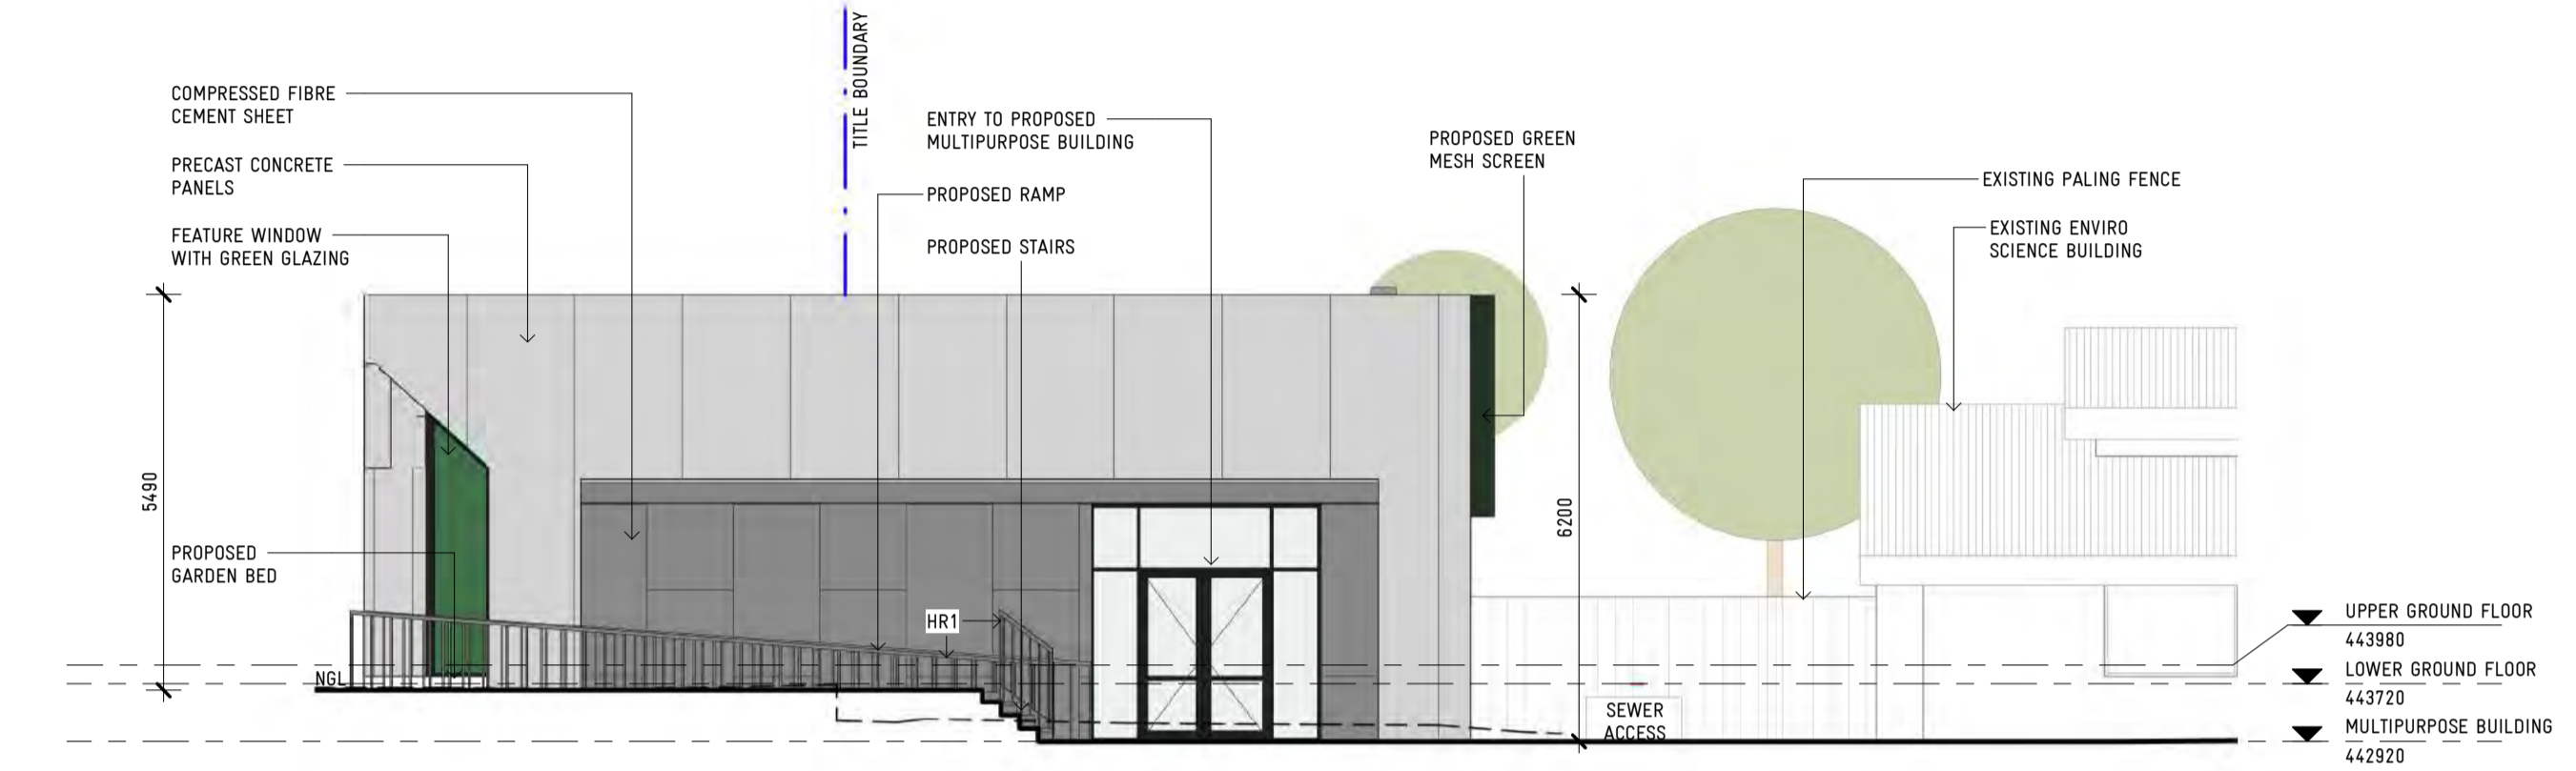 TITLE BOUNDARY
COMPRESSED FIBRE
CEMENT SHEET
PRECAST CONCRETE
PANELS
FEATURE WINDOW
WITH GREEN GLAZING
ENTRY TO PROPOSED
MULTIPURPOSE BUILDING
PROPOSED RAMP
PROPOSED STAIRS
PROPOSED GREEN
MESH SCREEN
EXISTING PALING FENCE
EXISTING ENVIRO
SCIENCE BUILDING
5490
6200
PROPOSED
GARDEN BED
HR1
NGL
SEWER
ACCESS
UPPER GROUND FLOOR
443980
LOWER GROUND FLOOR
443720
MULTIPURPOSE BUILDING
442920